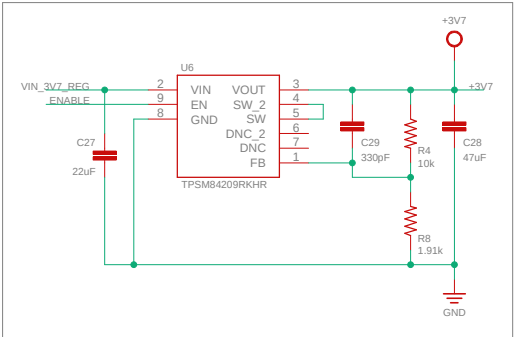 +3V7
U6
VIN_3V7_REG 2 VIN VOUT 3 +3V7
ENABLE 9 EN SW_2 4
8 GND SW 5
DNC_2 6
DNC 7
FB 1
TPSM84209RKHR
C27
22uF
C29
330pF
R4
10k
C28
47uF
R8
1.91k
GND